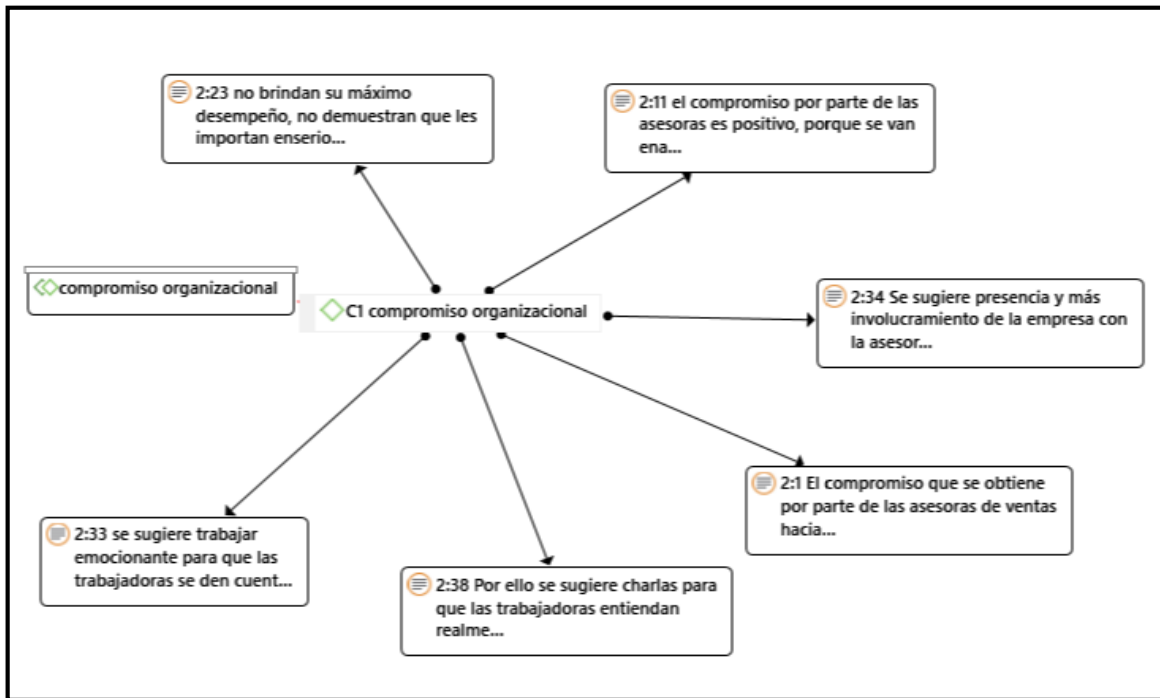 2:23 no brindan su máximo
desempeño, no demuestran que les
importan enserio...
2:11 el compromiso por parte de las
asesoras es positivo, porque se van
ena...
compromiso organizacional
C1 compromiso organizacional
2:34 Se sugiere presencia y más
involucramiento de la empresa con
la asesor...
2:1 El compromiso que se obtiene
por parte de las asesoras de ventas
hacia...
2:33 se sugiere trabajar
emocionante para que las
trabajadoras se den cuent...
2:38 Por ello se sugiere charlas para
que las trabajadoras entiendan
realme...